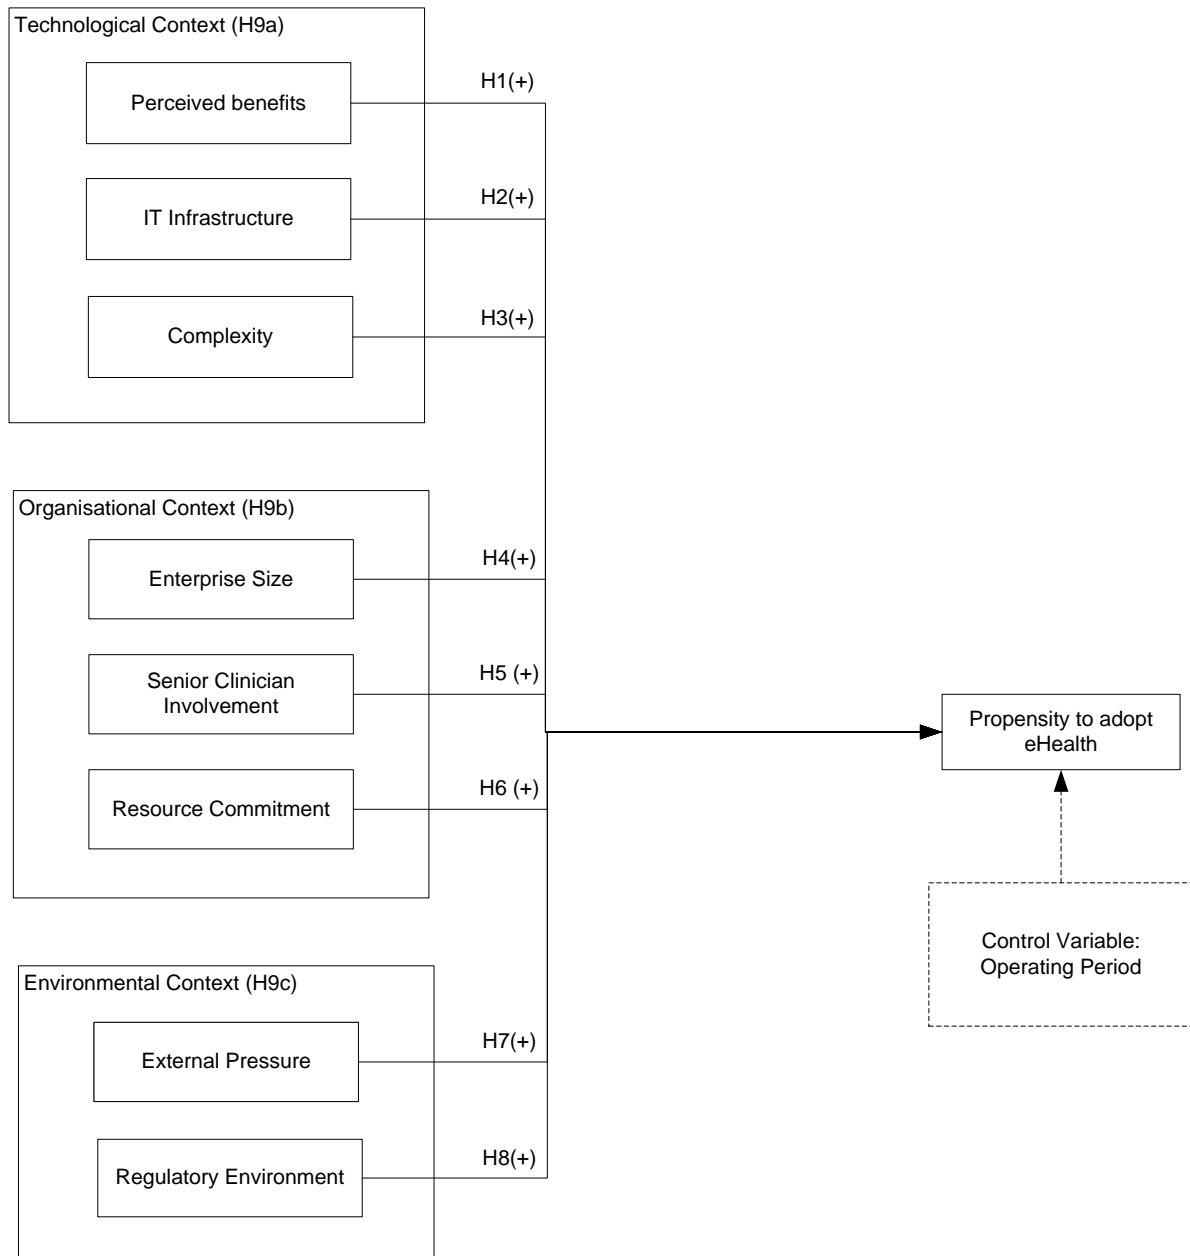 Technological Context (H9a)
Perceived benefits
H1(+)
IT Infrastructure
H2(+)
Complexity
H3(+)
Organisational Context (H9b)
Enterprise Size
H4(+)
Senior Clinician
Involvement
H5 (+)
Resource Commitment
H6 (+)
Propensity to adopt
eHealth
Control Variable:
Operating Period
Environmental Context (H9c)
External Pressure
H7(+)
Regulatory Environment
H8(+)